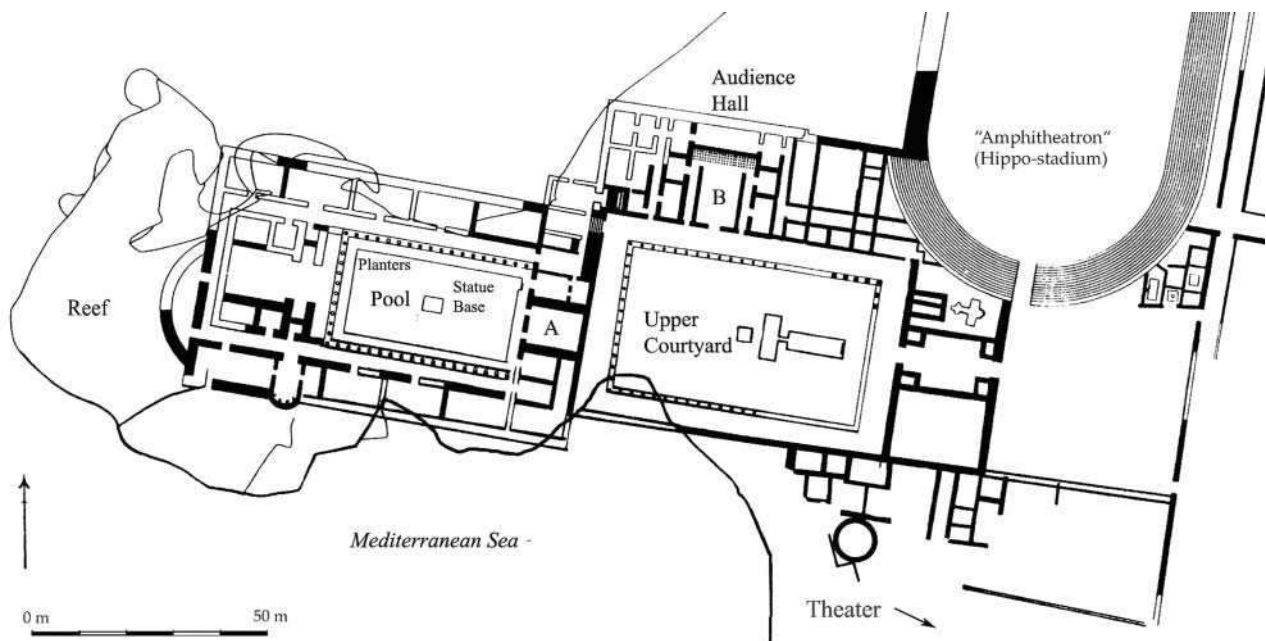 Audience
Hall
"Amphitheatron"
(Hippo-stadium)
B
Planters
Reef
Pool
Statue
Base
A
Upper
Courtyard
Mediterranean Sea
Theater
0 m
50 m